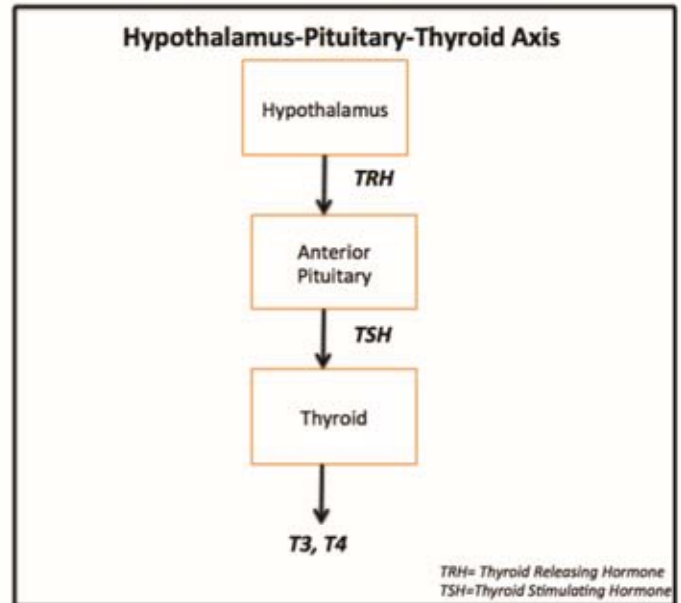 Hypothalamus-Pituitary-Thyroid Axis
Hypothalamus
TRH
Anterior
Pituitary
TSH
Thyroid
T3, T4
TRH= Thyroid Releasing Hormone
TSH=Thyroid Stimulating Hormone